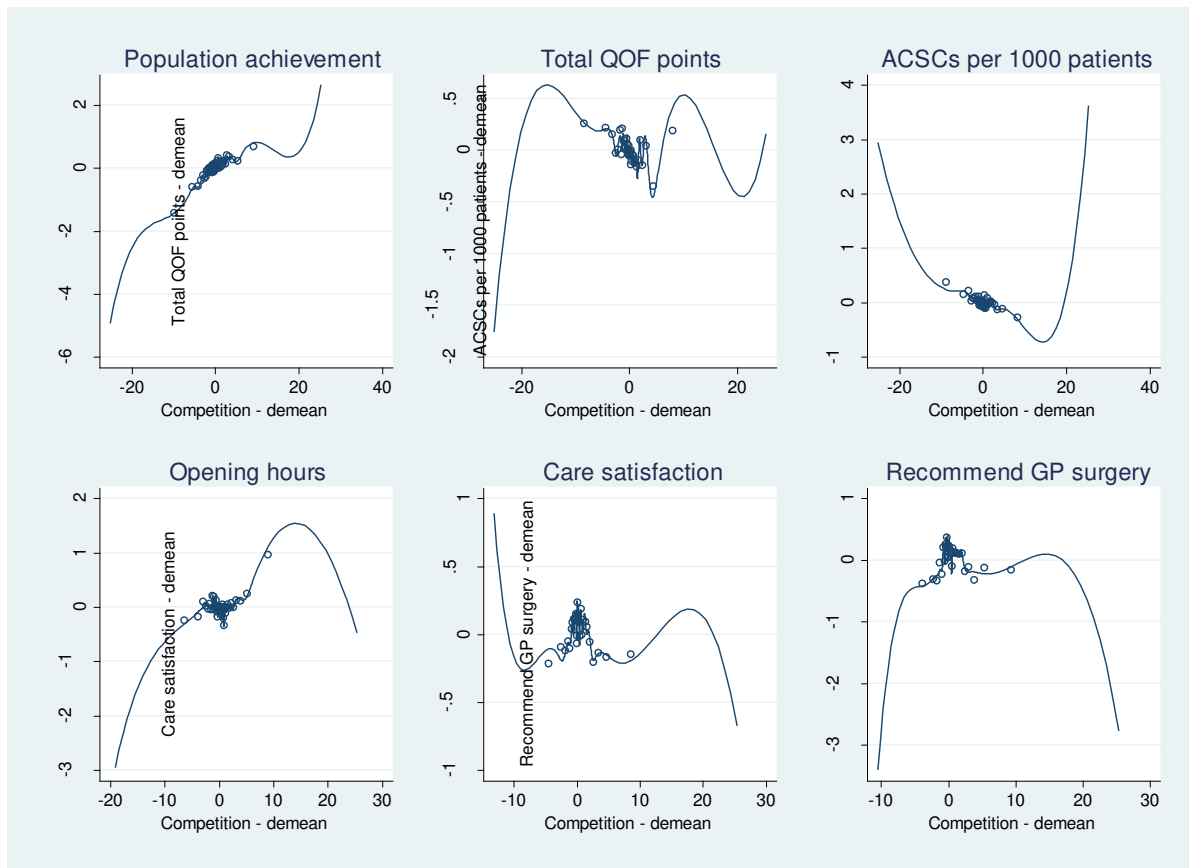 Population achievement
Total QOF points
ACSCs per 1000 patients
2
0
-2
-4
-6
Total QOF points - demean
-20 0 20 40
Competition - demean
.5
0
-.5
-1
-1.5
-2
ACSCs per 1000 patients - demean
-20 0 20
Competition - demean
4
3
2
1
0
-1
-20 0 20 40
Competition - demean
Opening hours
Care satisfaction
Recommend GP surgery
2
1
0
-1
-2
-3
Care satisfaction - demean
-20 -10 0 10 20 30
Competition - demean
1
.5
0
-.5
-1
Recommend GP surgery - demean
-10 0 10 20 30
Competition - demean
1
0
-1
-2
-3
-10 0 10 20 30
Competition - demean